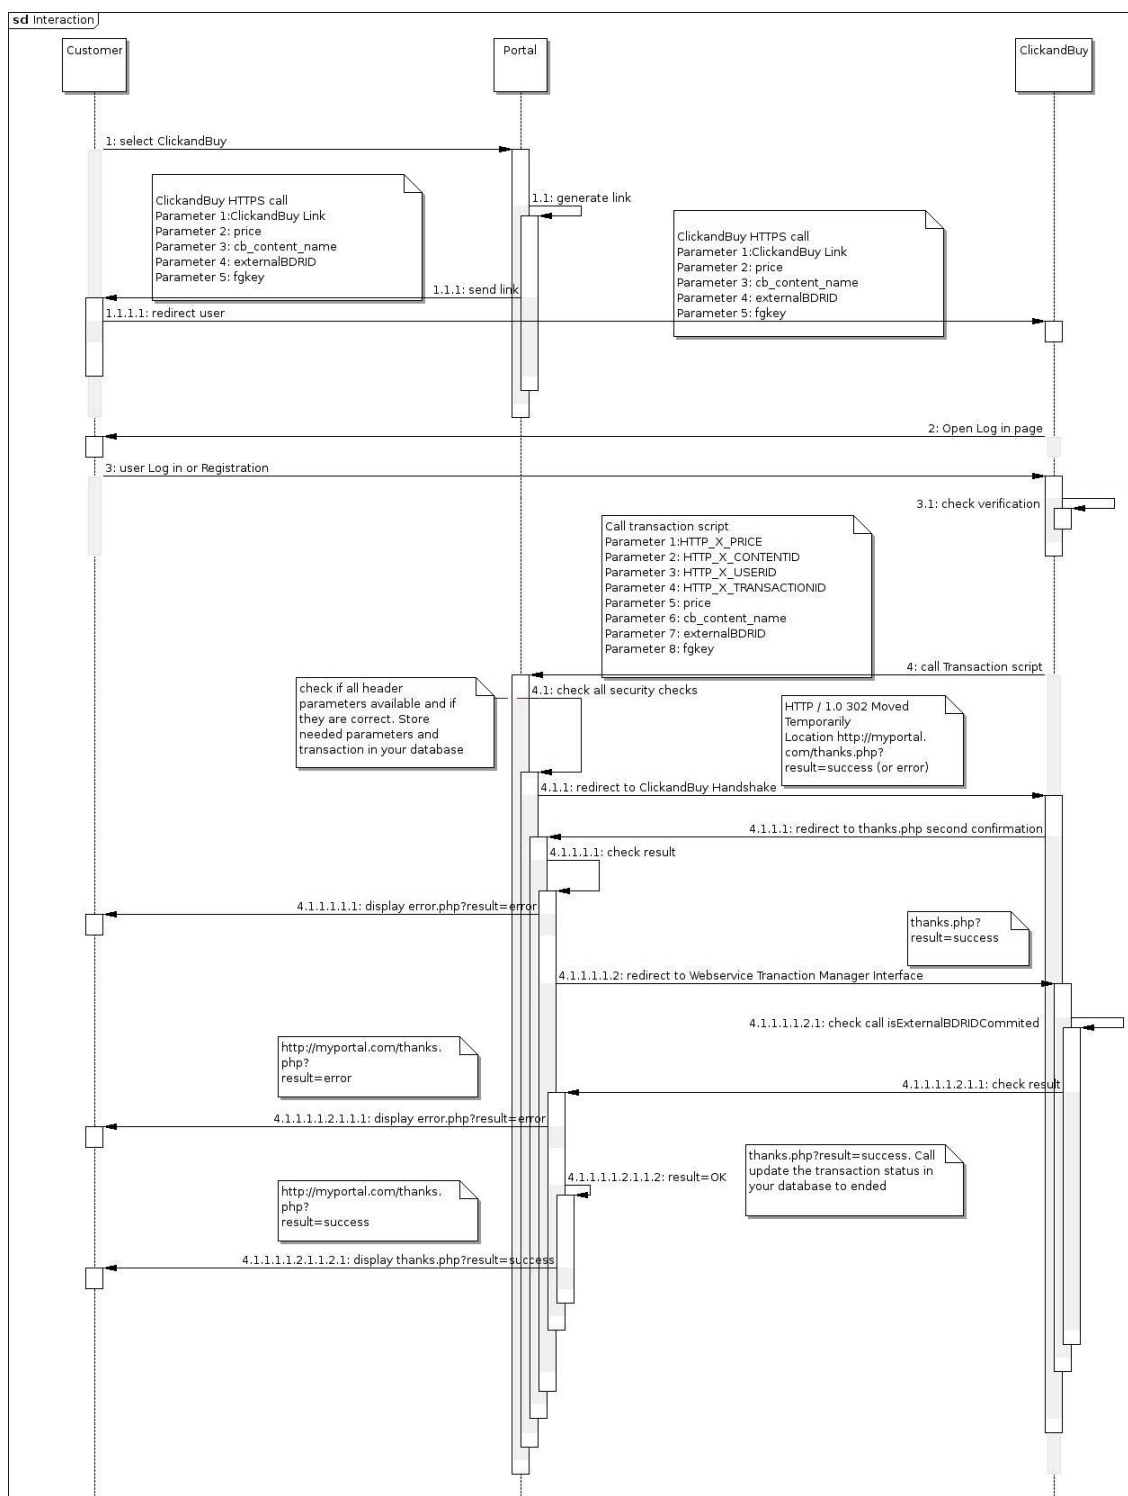 sd Interaction
Customer
Portal
ClickandBuy
1: select ClickandBuy
ClickandBuy HTTPS call
Parameter 1:ClickandBuy Link
Parameter 2: price
Parameter 3: cb_content_name
Parameter 4: externalBDRID
Parameter 5: fgkey
1.1: generate link
ClickandBuy HTTPS call
Parameter 1:ClickandBuy Link
Parameter 2: price
Parameter 3: cb_content_name
Parameter 4: externalBDRID
Parameter 5: fgkey
1.1.1: send link
1.1.1.1: redirect user
2: Open Log in page
3: user Log in or Registration
3.1: check verification
Call transaction script
Parameter 1:HTTP_X_PRICE
Parameter 2: HTTP_X_CONTENTID
Parameter 3: HTTP_X_USERID
Parameter 4: HTTP_X_TRANSACTIONID
Parameter 5: price
Parameter 6: cb_content_name
Parameter 7: externalBDRID
Parameter 8: fgkey
4: call Transaction script
check if all header
parameters available and if
they are correct. Store
needed parameters and
transaction in your database
4.1: check all security checks
HTTP / 1.0 302 Moved
Temporarily
Location http://myportal.
com/thanks.php?
result=success (or error)
4.1.1: redirect to ClickandBuy Handshake
4.1.1.1: redirect to thanks.php second confirmation
4.1.1.1.1: check result
4.1.1.1.1.1: display error.php?result=error
thanks.php?
result=success
4.1.1.1.1.2: redirect to Webservice Tranaction Manager Interface
4.1.1.1.1.2.1: check call isExternalBDRIDCommited
http://myportal.com/thanks.
php?
result=error
4.1.1.1.1.2.1.1: check result
4.1.1.1.1.2.1.1.1: display error.php?result=error
thanks.php?result=success. Call
update the transaction status in
your database to ended
4.1.1.1.1.2.1.1.2: result=OK
http://myportal.com/thanks.
php?
result=success
4.1.1.1.1.2.1.1.2.1: display thanks.php?result=success